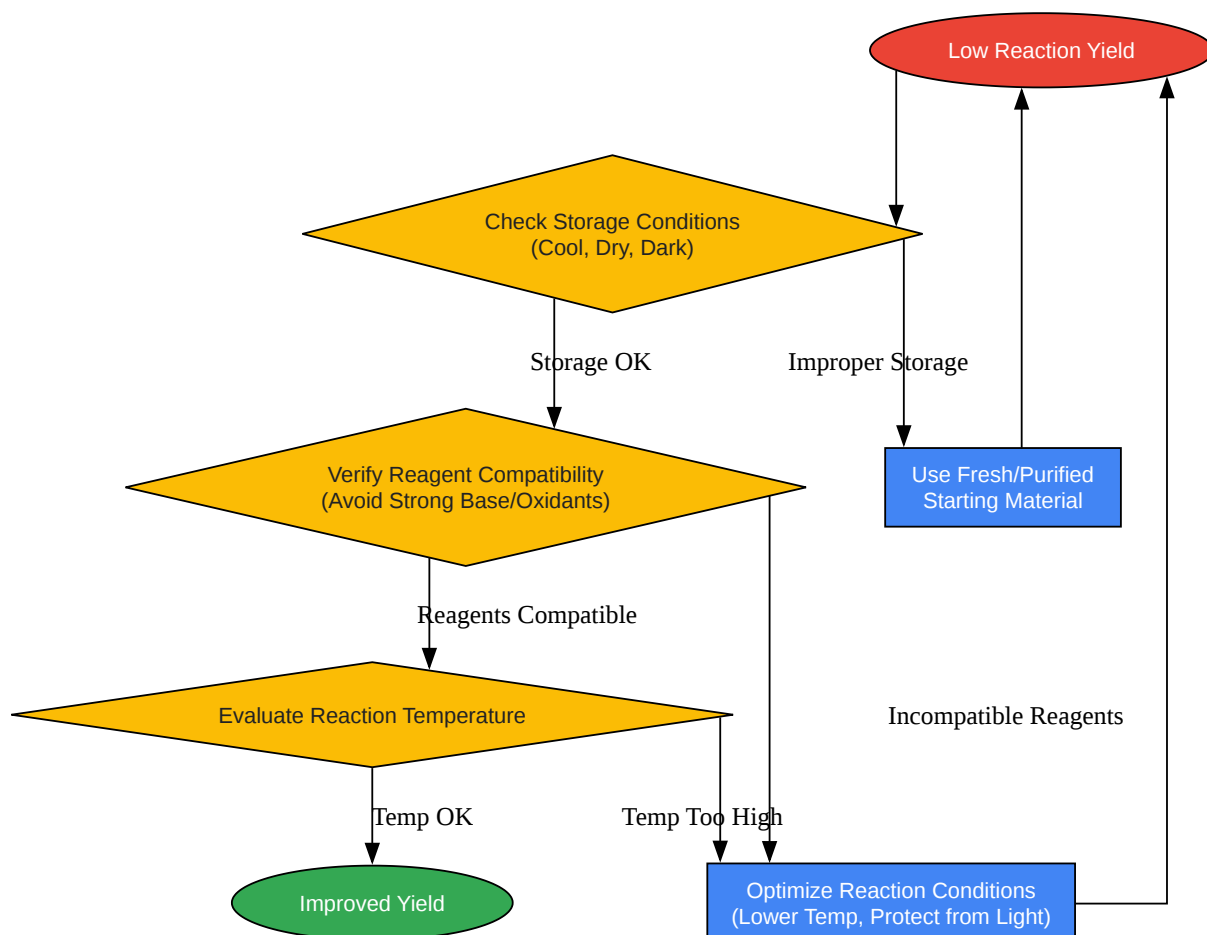 Low Reaction Yield
Check Storage Conditions
(Cool, Dry, Dark)
Storage OK
Improper Storage
Verify Reagent Compatibility
(Avoid Strong Base/Oxidants)
Use Fresh/Purified
Starting Material
Reagents Compatible
Evaluate Reaction Temperature
Incompatible Reagents
Temp OK
Temp Too High
Improved Yield
Optimize Reaction Conditions
(Lower Temp, Protect from Light)